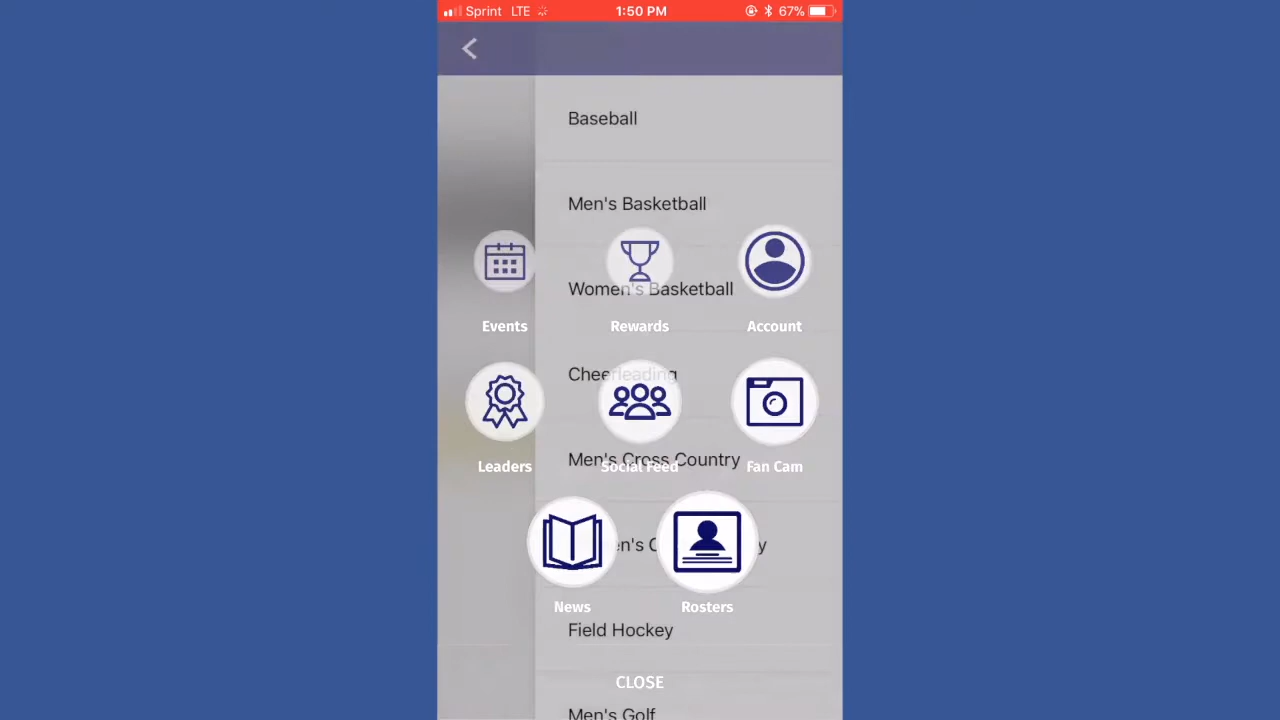 Sprint LTE 1:50 PM 67%
Baseball
Men's Basketball
Women's Basketball
Events Rewards Account
Cheerleading
Men's Cross Country
Leaders Social Feed Fan Cam
en's C y
News Rosters
Field Hockey
CLOSE
Men's Golf